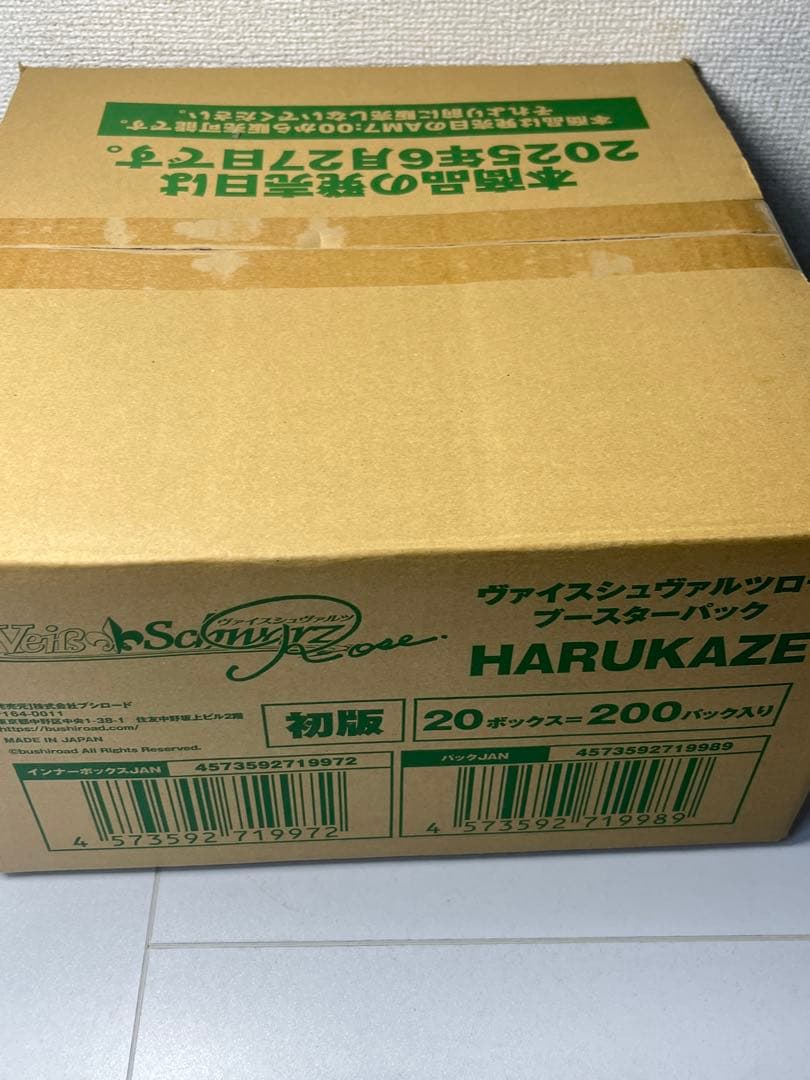 本商品の発売日は
2025年6月27日です。
本商品は発売日のAM7:00から販売可能です。
それより前に販売しないでください。
Weiß Schwarz
ヴァイスシュヴァルツ
Rose
ヴァイスシュヴァルツロー
ブースターパック
HARUKAZE
発売元]株式会社ブシロード
〒164-0011
東京都中野区中央1-38-1 住友中野坂上ビル2階
https://bushiroad.com/
MADE IN JAPAN
©bushiroad All Rights Reserved.
初版
20ボックス=200パック入り
インナーボックスJAN 4573592719972
4 573592 719972
パックJAN 4573592719989
4 573592 719989